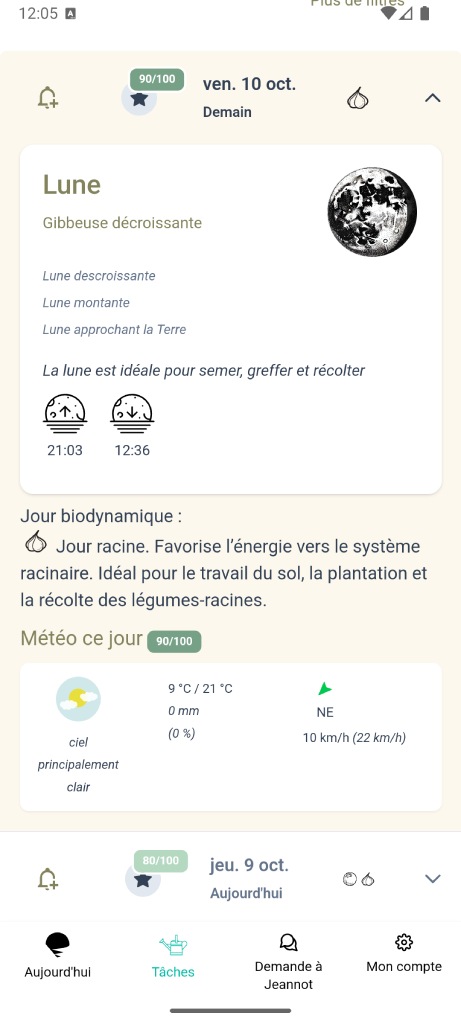 Plus de filtres
12:05 A
90/100
ven. 10 oct.
Demain
Lune
Gibbeuse décroissante
Lune descroissante
Lune montante
Lune approchant la Terre
La lune est idéale pour semer, greffer et récolter
21:03 12:36
Jour biodynamique :
Jour racine. Favorise l’énergie vers le système
racinaire. Idéal pour le travail du sol, la plantation et
la récolte des légumes-racines.
Météo ce jour 90/100
ciel
principalement
clair
9 °C / 21 °C
0 mm
(0 %)
NE
10 km/h (22 km/h)
80/100
jeu. 9 oct.
Aujourd'hui
Aujourd'hui
Tâches
Demande à
Jeannot
Mon compte